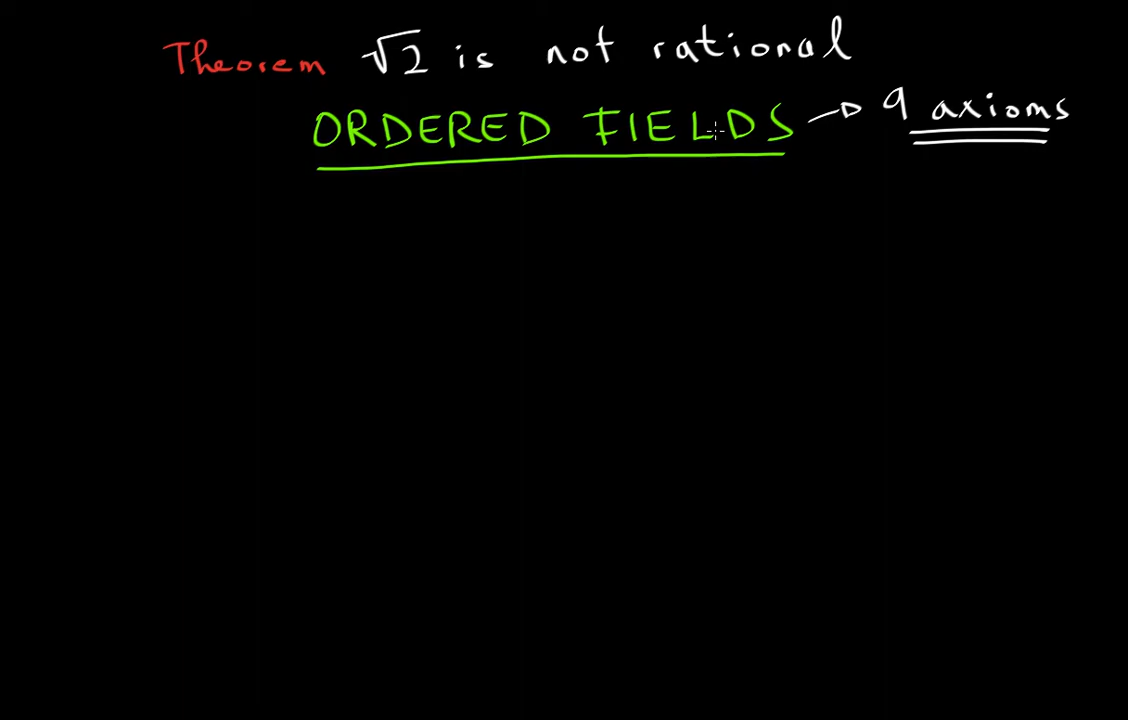 Theorem √2 is not rational
ORDERED FIELDS → 9 axioms